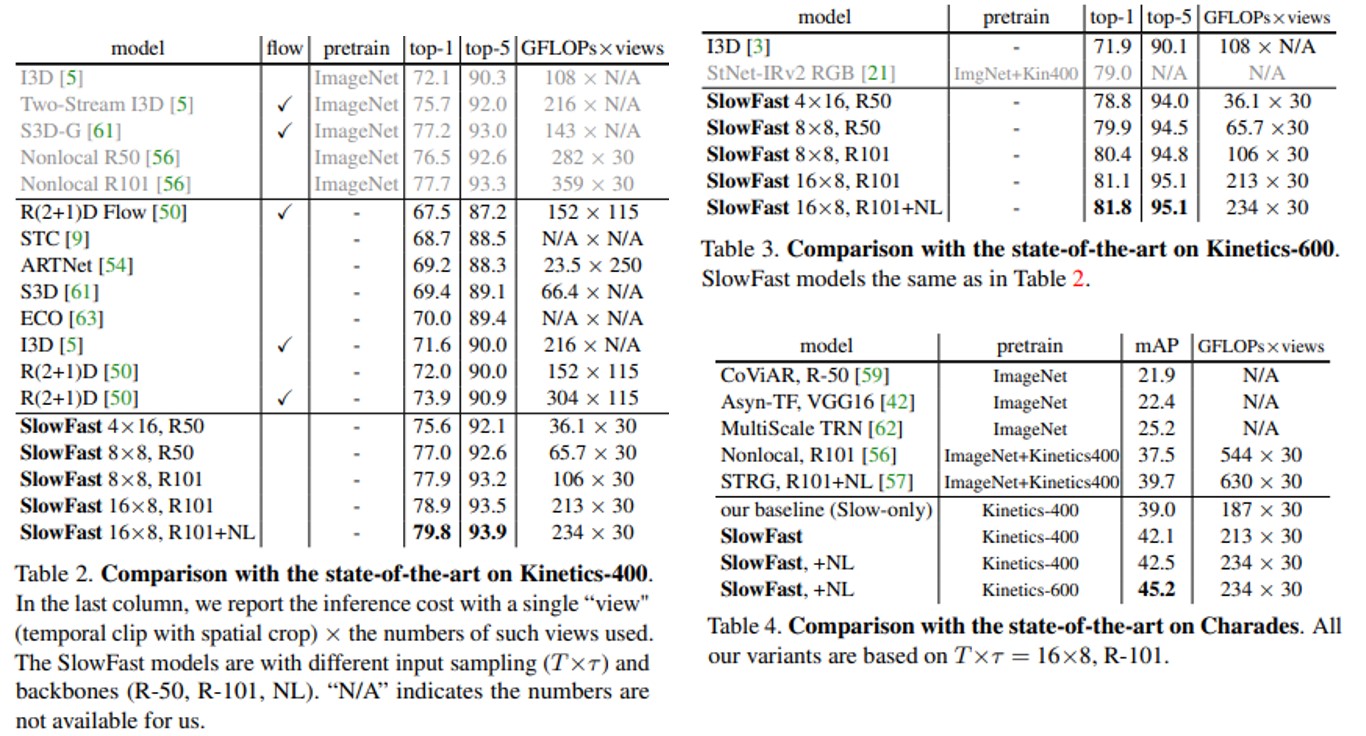 model flow pretrain top-1 top-5 GFLOPs×views
I3D [5] ImageNet 72.1 90.3 108 × N/A
Two-Stream I3D [5] ✓ ImageNet 75.7 92.0 216 × N/A
S3D-G [61] ✓ ImageNet 77.2 93.0 143 × N/A
Nonlocal R50 [56] ImageNet 76.5 92.6 282 × 30
Nonlocal R101 [56] ImageNet 77.7 93.3 359 × 30
R(2+1)D Flow [50] ✓ - 67.5 87.2 152 × 115
STC [9] - 68.7 88.5 N/A × N/A
ARTNet [54] - 69.2 88.3 23.5 × 250
S3D [61] - 69.4 89.1 66.4 × N/A
ECO [63] - 70.0 89.4 N/A × N/A
I3D [5] ✓ - 71.6 90.0 216 × N/A
R(2+1)D [50] - 72.0 90.0 152 × 115
R(2+1)D [50] ✓ - 73.9 90.9 304 × 115
SlowFast 4×16, R50 - 75.6 92.1 36.1 × 30
SlowFast 8×8, R50 - 77.0 92.6 65.7 × 30
SlowFast 8×8, R101 - 77.9 93.2 106 × 30
SlowFast 16×8, R101 - 78.9 93.5 213 × 30
SlowFast 16×8, R101+NL - 79.8 93.9 234 × 30
Table 2. Comparison with the state-of-the-art on Kinetics-400.
In the last column, we report the inference cost with a single “view"
(temporal clip with spatial crop) × the numbers of such views used.
The SlowFast models are with different input sampling (T×τ) and
backbones (R-50, R-101, NL). “N/A” indicates the numbers are
not available for us.
model pretrain top-1 top-5 GFLOPs×views
I3D [3] - 71.9 90.1 108 × N/A
StNet-IRv2 RGB [21] ImgNet+Kin400 79.0 N/A N/A
SlowFast 4×16, R50 - 78.8 94.0 36.1 × 30
SlowFast 8×8, R50 - 79.9 94.5 65.7 ×30
SlowFast 8×8, R101 - 80.4 94.8 106 × 30
SlowFast 16×8, R101 - 81.1 95.1 213 × 30
SlowFast 16×8, R101+NL - 81.8 95.1 234 × 30
Table 3. Comparison with the state-of-the-art on Kinetics-600.
SlowFast models the same as in Table 2.
model pretrain mAP GFLOPs×views
CoViAR, R-50 [59] ImageNet 21.9 N/A
Asyn-TF, VGG16 [42] ImageNet 22.4 N/A
MultiScale TRN [62] ImageNet 25.2 N/A
Nonlocal, R101 [56] ImageNet+Kinetics400 37.5 544 × 30
STRG, R101+NL [57] ImageNet+Kinetics400 39.7 630 × 30
our baseline (Slow-only) Kinetics-400 39.0 187 × 30
SlowFast Kinetics-400 42.1 213 × 30
SlowFast, +NL Kinetics-400 42.5 234 × 30
SlowFast, +NL Kinetics-600 45.2 234 × 30
Table 4. Comparison with the state-of-the-art on Charades. All
our variants are based on T×τ = 16×8, R-101.